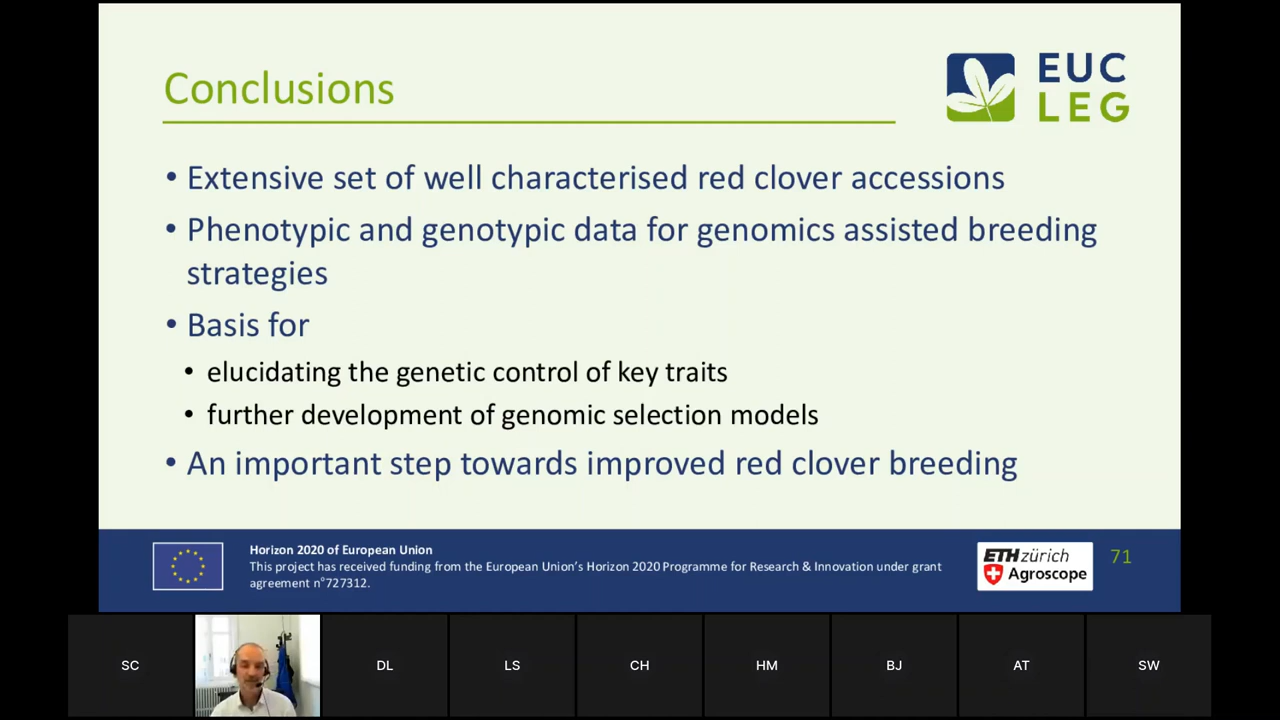 Conclusions
EUC
LEG
• Extensive set of well characterised red clover accessions
• Phenotypic and genotypic data for genomics assisted breeding
strategies
• Basis for
• elucidating the genetic control of key traits
• further development of genomic selection models
• An important step towards improved red clover breeding
Horizon 2020 of European Union
This project has received funding from the European Union's Horizon 2020 Programme for Research & Innovation under grant
agreement n°727312.
ETH zürich
Agroscope
71
SC
DL
LS
CH
HM
BJ
AT
SW